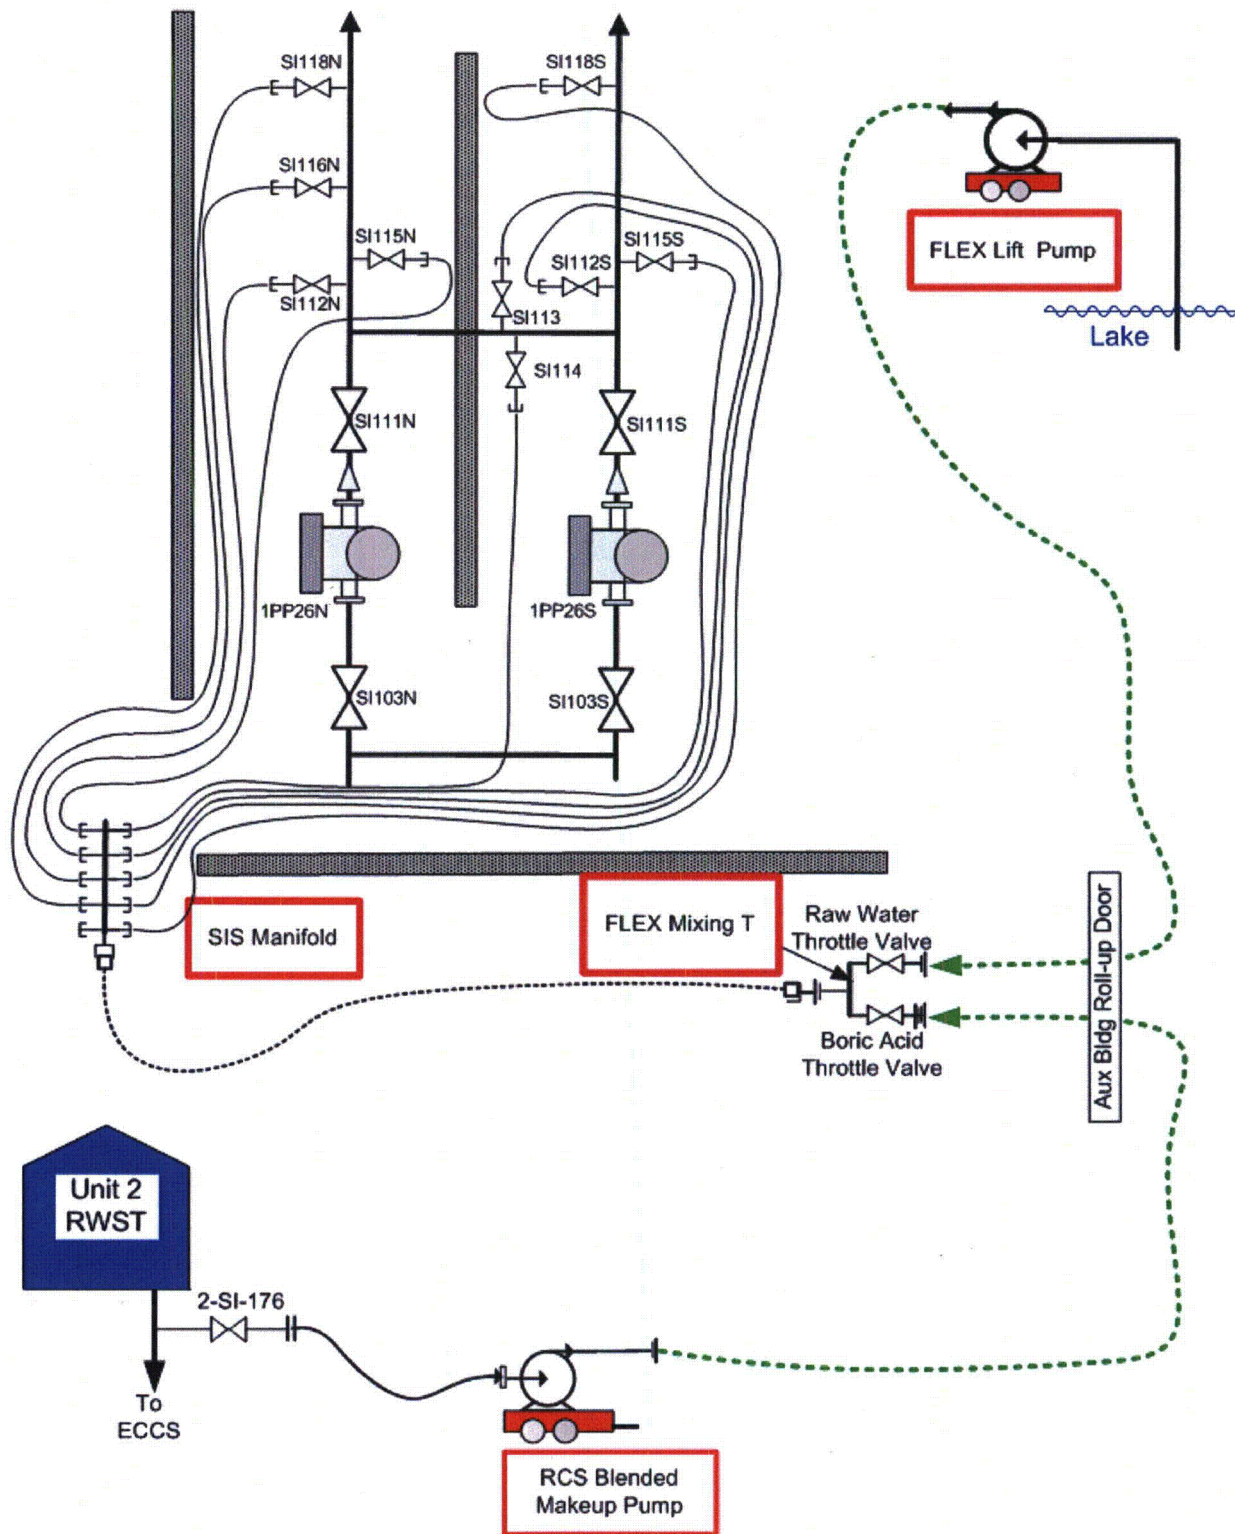 SI118N
SI118S
SI116N
SI115N
SI115S
SI112S
SI112N
SI113
SI114
FLEX Lift Pump
Lake
SI111N
SI111S
1PP26N
1PP26S
SI103N
SI103S
SIS Manifold
FLEX Mixing T
Raw Water
Throttle Valve
Boric Acid
Throttle Valve
Aux Bldg Roll-up Door
Unit 2
RWST
2-SI-176
To
ECCS
RCS Blended
Makeup Pump